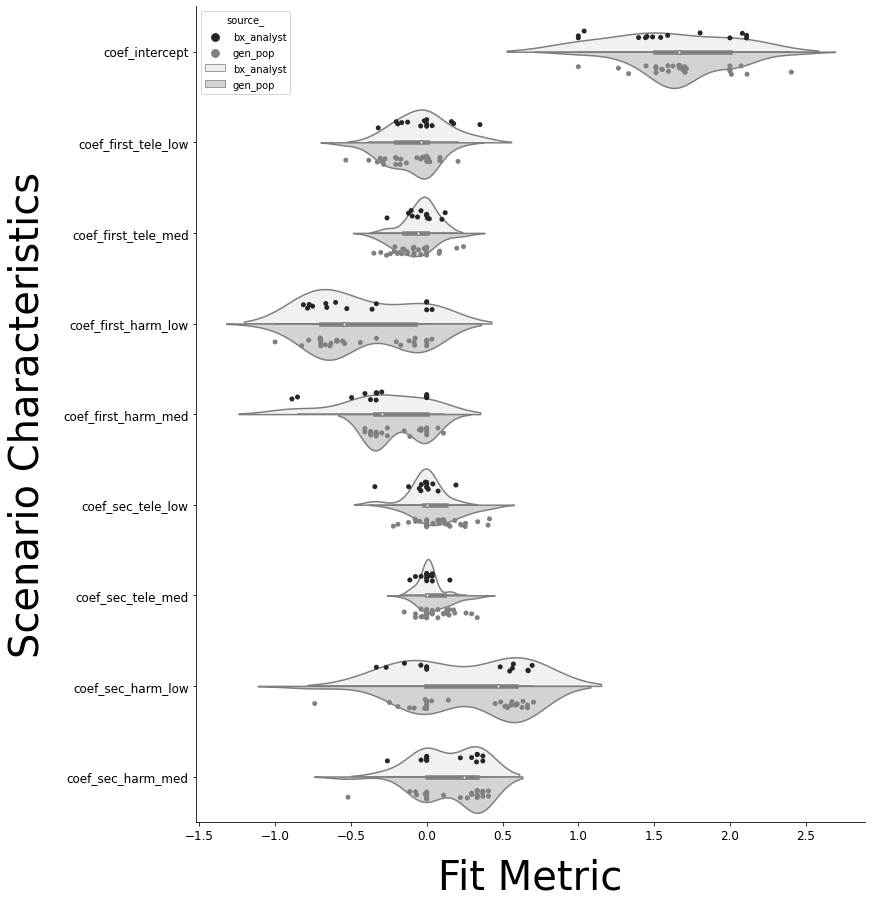 source_
bx_analyst
gen_pop
bx_analyst
gen_pop
coef_intercept
coef_first_tele_low
coef_first_tele_med
coef_first_harm_low
coef_first_harm_med
coef_sec_tele_low
coef_sec_tele_med
coef_sec_harm_low
coef_sec_harm_med
Scenario Characteristics
−1.5 −1.0 −0.5 0.0 0.5 1.0 1.5 2.0 2.5
Fit Metric